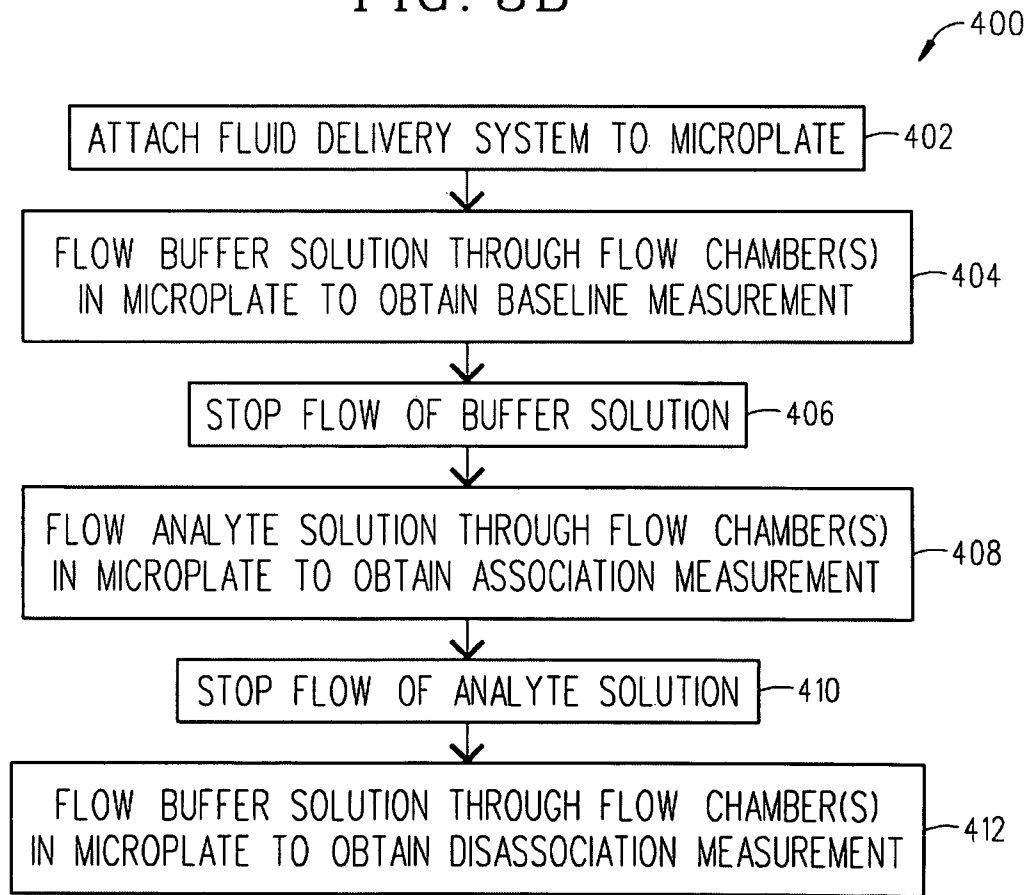 400
ATTACH FLUID DELIVERY SYSTEM TO MICROPLATE
402
FLOW BUFFER SOLUTION THROUGH FLOW CHAMBER(S)
IN MICROPLATE TO OBTAIN BASELINE MEASUREMENT
404
STOP FLOW OF BUFFER SOLUTION
406
FLOW ANALYTE SOLUTION THROUGH FLOW CHAMBER(S)
IN MICROPLATE TO OBTAIN ASSOCIATION MEASUREMENT
408
STOP FLOW OF ANALYTE SOLUTION
410
FLOW BUFFER SOLUTION THROUGH FLOW CHAMBER(S)
IN MICROPLATE TO OBTAIN DISASSOCIATION MEASUREMENT
412